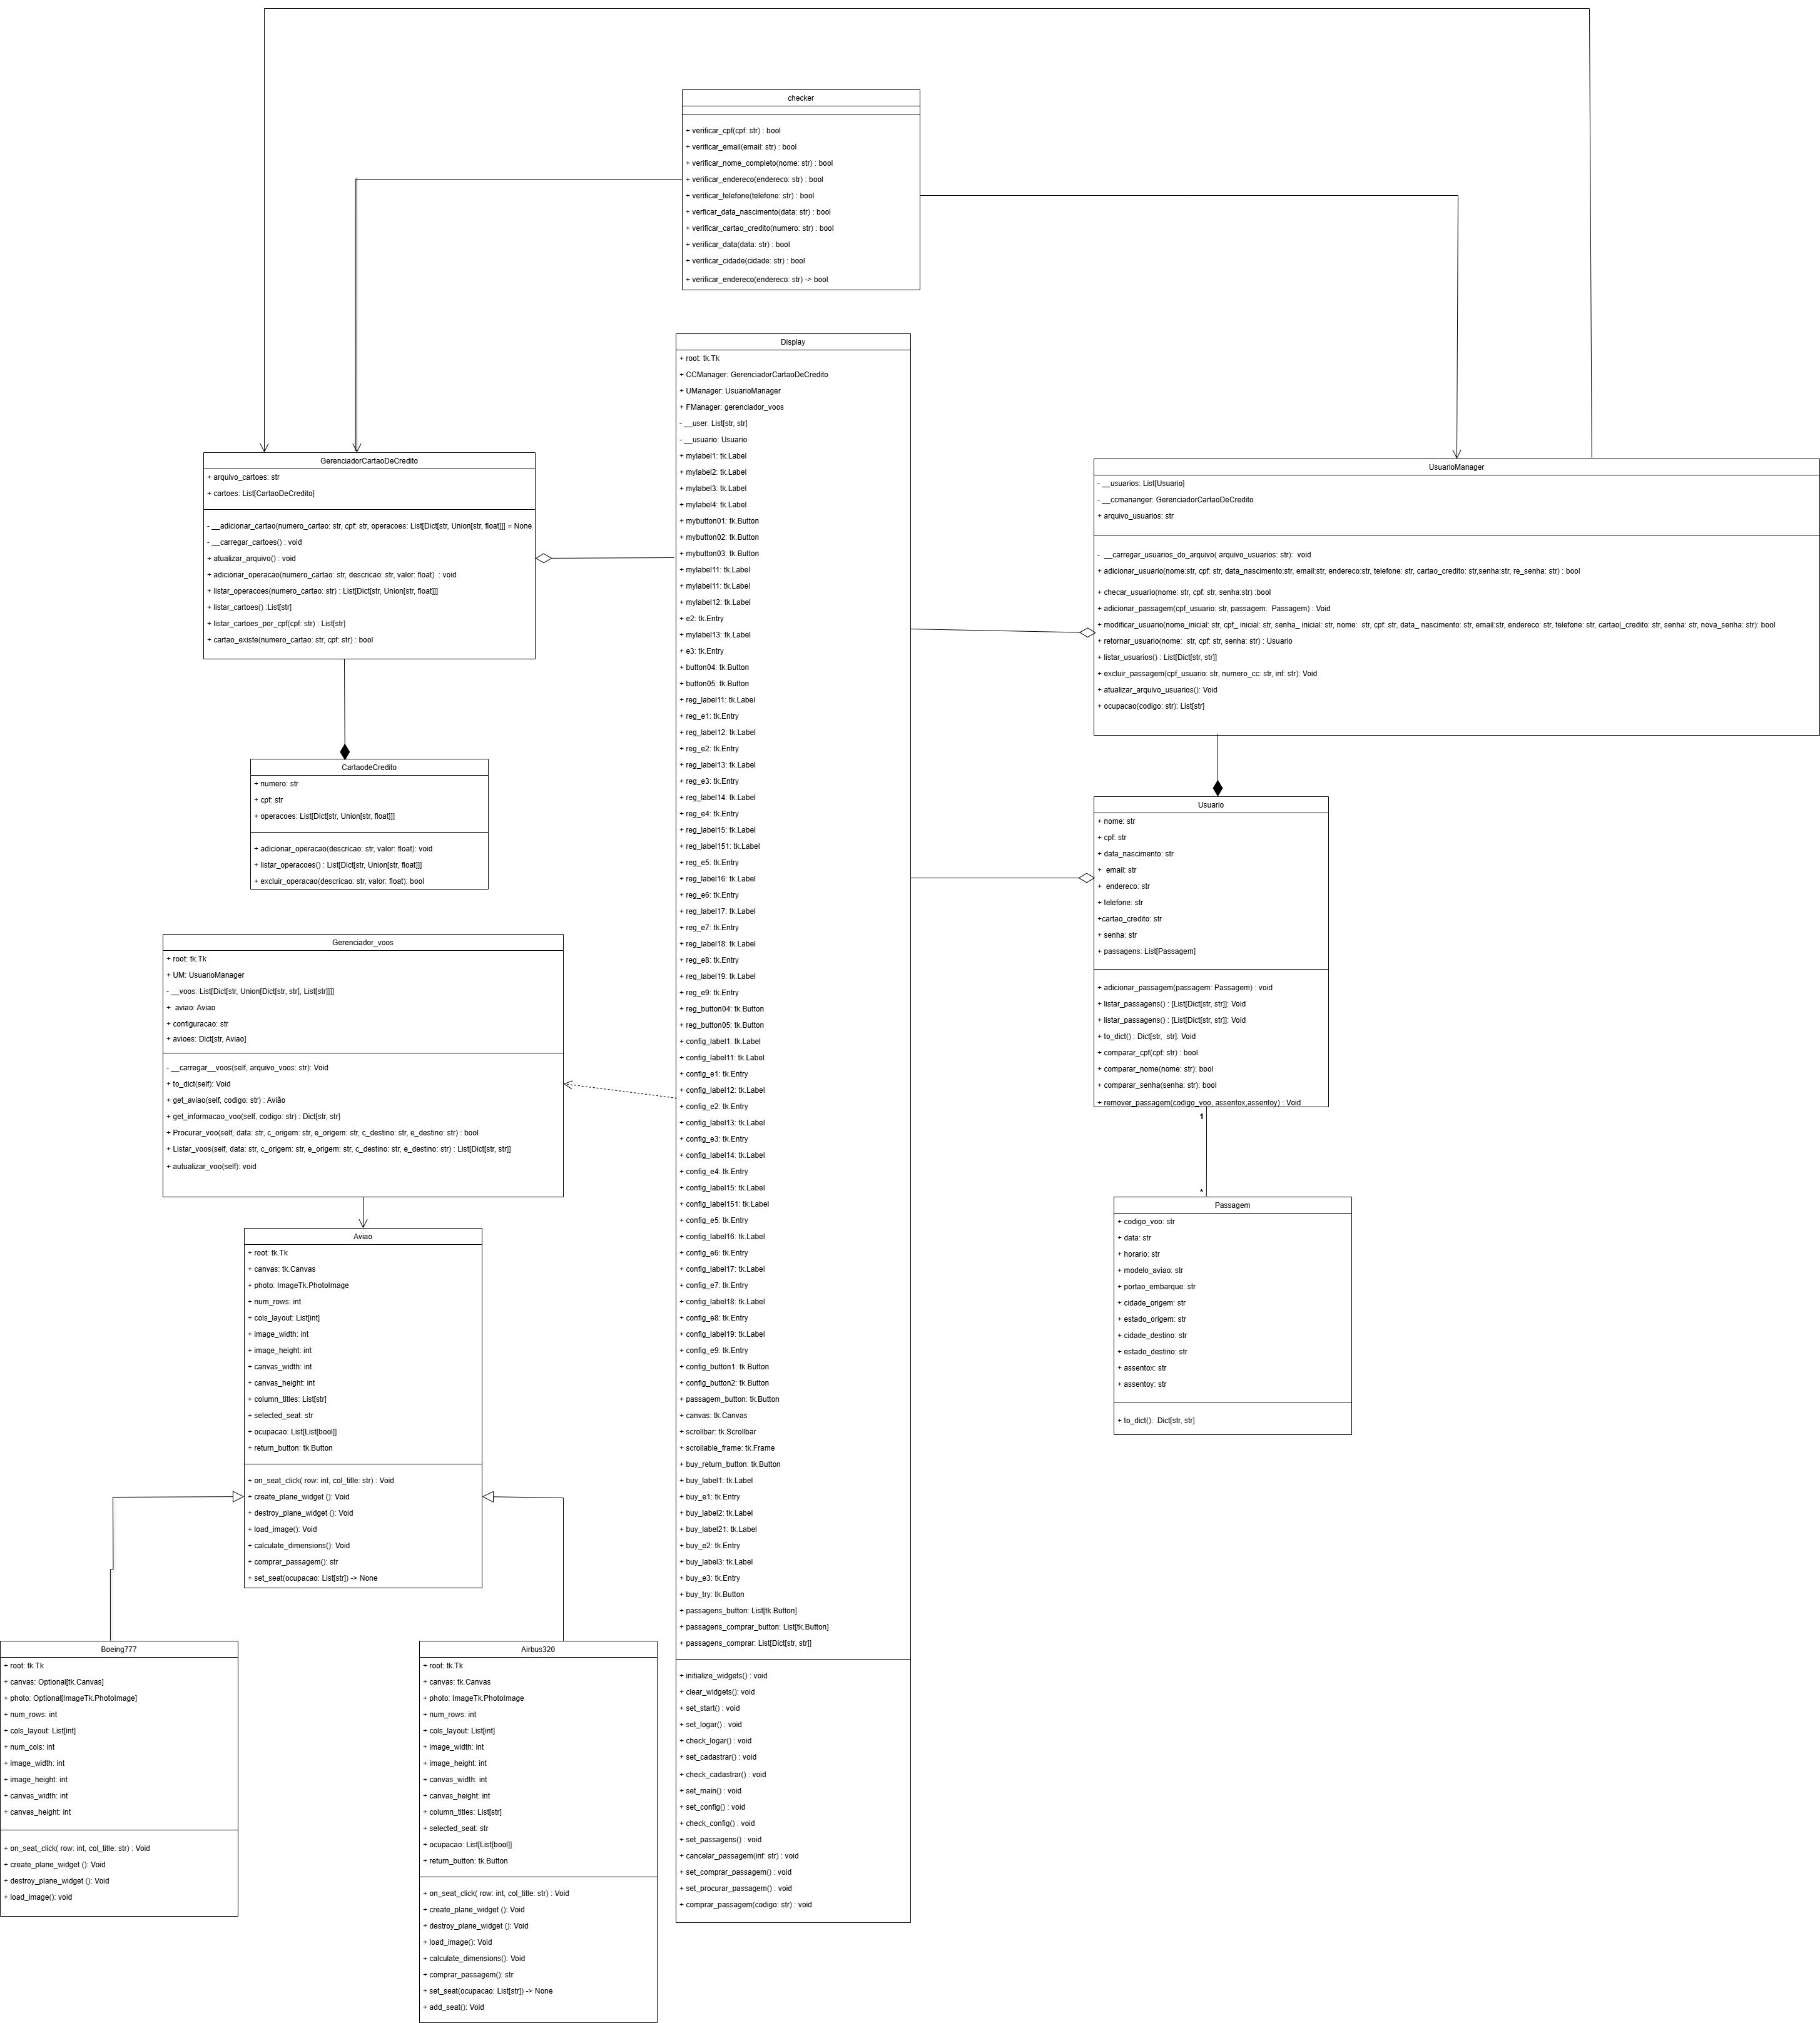 checker
+ verificar_cpf(cpf: str) : bool
+ verificar_email(email: str) : bool
+ verificar_nome_completo(nome: str) : bool
+ verificar_endereco(endereco: str) : bool
+ verificar_telefone(telefone: str) : bool
+ verficar_data_nascimento(data: str) : bool
+ verificar_cartao_credito(numero: str) : bool
+ verificar_data(data: str) : bool
+ verificar_cidade(cidade: str) : bool
+ verificar_endereco(endereco: str) -> bool
GerenciadorCartaoDeCredito
+ arquivo_cartoes: str
+ cartoes: List[CartaoDeCredito]
- __adicionar_cartao(numero_cartao: str, cpf: str, operacoes: List[Dict[str, Union[str, float]]] = None
- __carregar_cartoes() : void
+ atualizar_arquivo() : void
+ adicionar_operacao(numero_cartao: str, descricao: str, valor: float)  : void
+ listar_operacoes(numero_cartao: str) : List[Dict[str, Union[str, float]]]
+ listar_cartoes() :List[str]
+ listar_cartoes_por_cpf(cpf: str) : List[str]
+ cartao_existe(numero_cartao: str, cpf: str) : bool
CartaodeCredito
+ numero: str
+ cpf: str
+ operacoes: List[Dict[str, Union[str, float]]]
+ adicionar_operacao(descricao: str, valor: float): void
+ listar_operacoes() : List[Dict[str, Union[str, float]]]
+ excluir_operacao(descricao: str, valor: float): bool
Gerenciador_voos
+ root: tk.Tk
+ UM: UsuarioManager
- __voos: List[Dict[str, Union[Dict[str, str], List[str]]]]
+  aviao: Aviao
+ configuracao: str
+ avioes: Dict[str, Aviao]
- __carregar__voos(self, arquivo_voos: str): Void
+ to_dict(self): Void
+ get_aviao(self, codigo: str) : Avião
+ get_informacao_voo(self, codigo: str) : Dict[str, str]
+ Procurar_voo(self, data: str, c_origem: str, e_origem: str, c_destino: str, e_destino: str) : bool
+ Listar_voos(self, data: str, c_origem: str, e_origem: str, c_destino: str, e_destino: str) : List[Dict[str, str]]
+ autualizar_voo(self): void
Aviao
+ root: tk.Tk
+ canvas: tk.Canvas
+ photo: ImageTk.PhotoImage
+ num_rows: int
+ cols_layout: List[int]
+ image_width: int
+ image_height: int
+ canvas_width: int
+ canvas_height: int
+ column_titles: List[str]
+ selected_seat: str
+ ocupacao: List[List[bool]]
+ return_button: tk.Button
+ on_seat_click( row: int, col_title: str) : Void
+ create_plane_widget (): Void
+ destroy_plane_widget (): Void
+ load_image(): Void
+ calculate_dimensions(): Void
+ comprar_passagem(): str
+ set_seat(ocupacao: List[str]) -> None
Boeing777
+ root: tk.Tk
+ canvas: Optional[tk.Canvas]
+ photo: Optional[ImageTk.PhotoImage]
+ num_rows: int
+ cols_layout: List[int]
+ num_cols: int
+ image_width: int
+ image_height: int
+ canvas_width: int
+ canvas_height: int
+ on_seat_click( row: int, col_title: str) : Void
+ create_plane_widget (): Void
+ destroy_plane_widget (): Void
+ load_image(): void
Airbus320
+ root: tk.Tk
+ canvas: tk.Canvas
+ photo: ImageTk.PhotoImage
+ num_rows: int
+ cols_layout: List[int]
+ image_width: int
+ image_height: int
+ canvas_width: int
+ canvas_height: int
+ column_titles: List[str]
+ selected_seat: str
+ ocupacao: List[List[bool]]
+ return_button: tk.Button
+ on_seat_click( row: int, col_title: str) : Void
+ create_plane_widget (): Void
+ destroy_plane_widget (): Void
+ load_image(): Void
+ calculate_dimensions(): Void
+ comprar_passagem(): str
+ set_seat(ocupacao: List[str]) -> None
+ add_seat(): Void
Display
+ root: tk.Tk
+ CCManager: GerenciadorCartaoDeCredito
+ UManager: UsuarioManager
+ FManager: gerenciador_voos
- __user: List[str, str]
- __usuario: Usuario
+ mylabel1: tk.Label
+ mylabel2: tk.Label
+ mylabel3: tk.Label
+ mylabel4: tk.Label
+ mybutton01: tk.Button
+ mybutton02: tk.Button
+ mybutton03: tk.Button
+ mylabel11: tk.Label
+ mylabel11: tk.Label
+ mylabel12: tk.Label
+ e2: tk.Entry
+ mylabel13: tk.Label
+ e3: tk.Entry
+ button04: tk.Button
+ button05: tk.Button
+ reg_label11: tk.Label
+ reg_e1: tk.Entry
+ reg_label12: tk.Label
+ reg_e2: tk.Entry
+ reg_label13: tk.Label
+ reg_e3: tk.Entry
+ reg_label14: tk.Label
+ reg_e4: tk.Entry
+ reg_label15: tk.Label
+ reg_label151: tk.Label
+ reg_e5: tk.Entry
+ reg_label16: tk.Label
+ reg_e6: tk.Entry
+ reg_label17: tk.Label
+ reg_e7: tk.Entry
+ reg_label18: tk.Label
+ reg_e8: tk.Entry
+ reg_label19: tk.Label
+ reg_e9: tk.Entry
+ reg_button04: tk.Button
+ reg_button05: tk.Button
+ config_label1: tk.Label
+ config_label11: tk.Label
+ config_e1: tk.Entry
+ config_label12: tk.Label
+ config_e2: tk.Entry
+ config_label13: tk.Label
+ config_e3: tk.Entry
+ config_label14: tk.Label
+ config_e4: tk.Entry
+ config_label15: tk.Label
+ config_label151: tk.Label
+ config_e5: tk.Entry
+ config_label16: tk.Label
+ config_e6: tk.Entry
+ config_label17: tk.Label
+ config_e7: tk.Entry
+ config_label18: tk.Label
+ config_e8: tk.Entry
+ config_label19: tk.Label
+ config_e9: tk.Entry
+ config_button1: tk.Button
+ config_button2: tk.Button
+ passagem_button: tk.Button
+ canvas: tk.Canvas
+ scrollbar: tk.Scrollbar
+ scrollable_frame: tk.Frame
+ buy_return_button: tk.Button
+ buy_label1: tk.Label
+ buy_e1: tk.Entry
+ buy_label2: tk.Label
+ buy_label21: tk.Label
+ buy_e2: tk.Entry
+ buy_label3: tk.Label
+ buy_e3: tk.Entry
+ buy_try: tk.Button
+ passagens_button: List[tk.Button]
+ passagens_comprar_button: List[tk.Button]
+ passagens_comprar: List[Dict[str, str]]
+ initialize_widgets() : void
+ clear_widgets(): void
+ set_start() : void
+ set_logar() : void
+ check_logar() : void
+ set_cadastrar() : void
+ check_cadastrar() : void
+ set_main() : void
+ set_config() : void
+ check_config() : void
+ set_passagens() : void
+ cancelar_passagem(inf: str) : void
+ set_comprar_passagem() : void
+ set_procurar_passagem() : void
+ comprar_passagem(codigo: str) : void
UsuarioManager
- __usuarios: List[Usuario]
- __ccmananger: GerenciadorCartaoDeCredito
+ arquivo_usuarios: str
-  __carregar_usuarios_do_arquivo( arquivo_usuarios: str):  void
+ adicionar_usuario(nome:str, cpf: str, data_nascimento:str, email:str, endereco:str, telefone: str, cartao_credito: str,senha:str, re_senha: str) : bool
+ checar_usuario(nome: str, cpf: str, senha:str) :bool
+ adicionar_passagem(cpf_usuario: str, passagem:  Passagem) : Void
+ modificar_usuario(nome_inicial: str, cpf_ inicial: str, senha_ inicial: str, nome:  str, cpf: str, data_ nascimento: str, email:str, endereco: str, telefone: str, cartao|_credito: str, senha: str, nova_senha: str): bool
+ retornar_usuario(nome:  str, cpf: str, senha: str) : Usuario
+ listar_usuarios() : List[Dict[str, str]]
+ excluir_passagem(cpf_usuario: str, numero_cc: str, inf: str): Void
+ atualizar_arquivo_usuarios(): Void
+ ocupacao(codigo: str): List[str]
Usuario
+ nome: str
+ cpf: str
+ data_nascimento: str
+  email: str
+  endereco: str
+ telefone: str
+cartao_credito: str
+ senha: str
+ passagens: List[Passagem]
+ adicionar_passagem(passagem: Passagem) : void
+ listar_passagens() : [List[Dict[str, str]]: Void
+ listar_passagens() : [List[Dict[str, str]]: Void
+ to_dict() : Dict[str,  str]: Void
+ comparar_cpf(cpf: str) : bool
+ comparar_nome(nome: str): bool
+ comparar_senha(senha: str): bool
+ remover_passagem(codigo_voo, assentox,assentoy) : Void
1
*
Passagem
+ codigo_voo: str
+ data: str
+ horario: str
+ modelo_aviao: str
+ portao_embarque: str
+ cidade_origem: str
+ estado_origem: str
+ cidade_destino: str
+ estado_destino: str
+ assentox: str
+ assentoy: str
+ to_dict():  Dict[str, str]